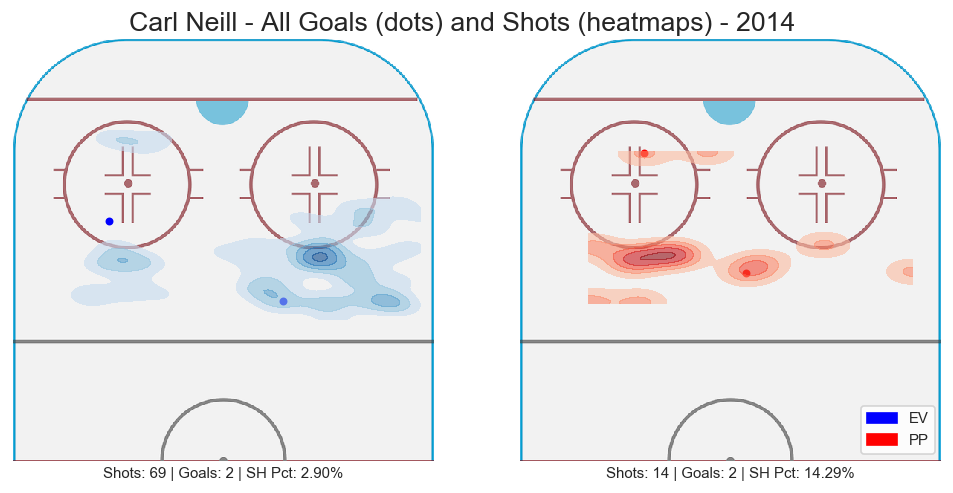 Carl Neill - All Goals (dots) and Shots (heatmaps) - 2014
EV
PP
Shots: 69 | Goals: 2 | SH Pct: 2.90%
Shots: 14 | Goals: 2 | SH Pct: 14.29%